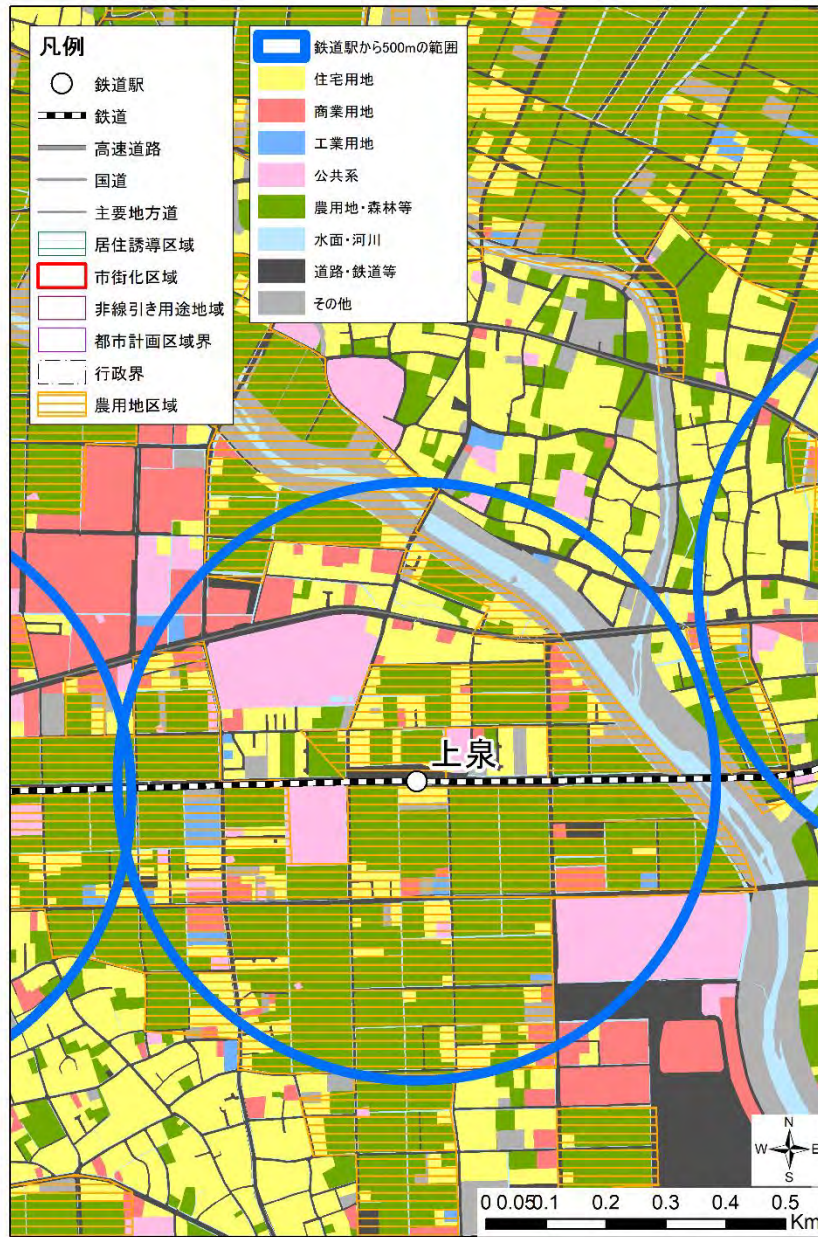 凡例
鉄道駅
鉄道
高速道路
国道
主要地方道
居住誘導区域
市街化区域
非線引き用途地域
都市計画区域界
行政界
農用地区域
鉄道駅から500mの範囲
住宅用地
商業用地
工業用地
公共系
農用地・森林等
水面・河川
道路・鉄道等
その他
上泉
N
W E
S
0 0.050.1 0.2 0.3 0.4 0.5
Km